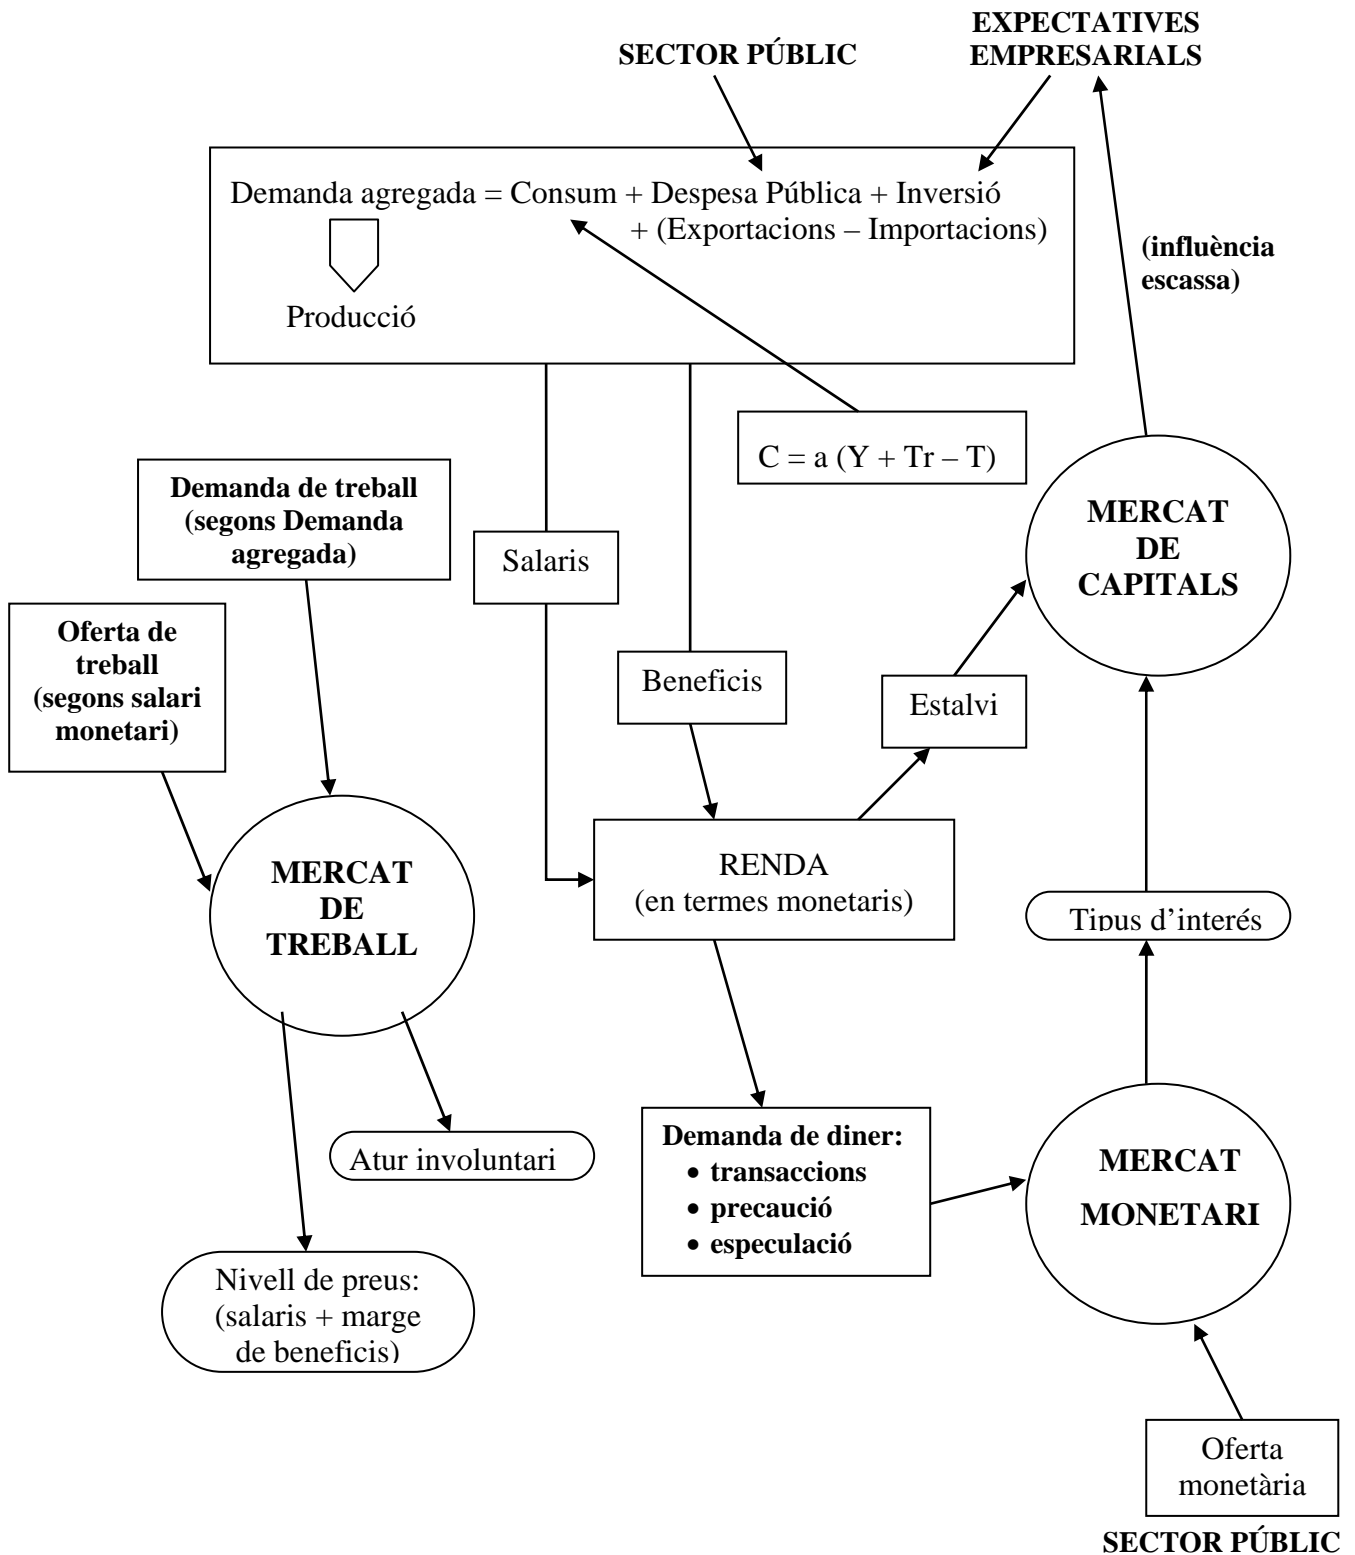 EXPECTATIVES
EMPRESARIALS
SECTOR PÚBLIC
Demanda agregada = Consum + Despesa Pública + Inversió
+ (Exportacions – Importacions)
Producció
(influència
escassa)
C = a (Y + Tr – T)
Demanda de treball
(segons Demanda
agregada)
Salaris
MERCAT
DE
CAPITALS
Oferta de
treball
(segons salari
monetari)
Beneficis
Estalvi
MERCAT
DE
TREBALL
RENDA
(en termes monetaris)
Tipus d’interés
Atur involuntari
Demanda de diner:
• transaccions
• precaució
• especulació
MERCAT
MONETARI
Nivell de preus:
(salaris + marge
de beneficis)
Oferta
monetària
SECTOR PÚBLIC